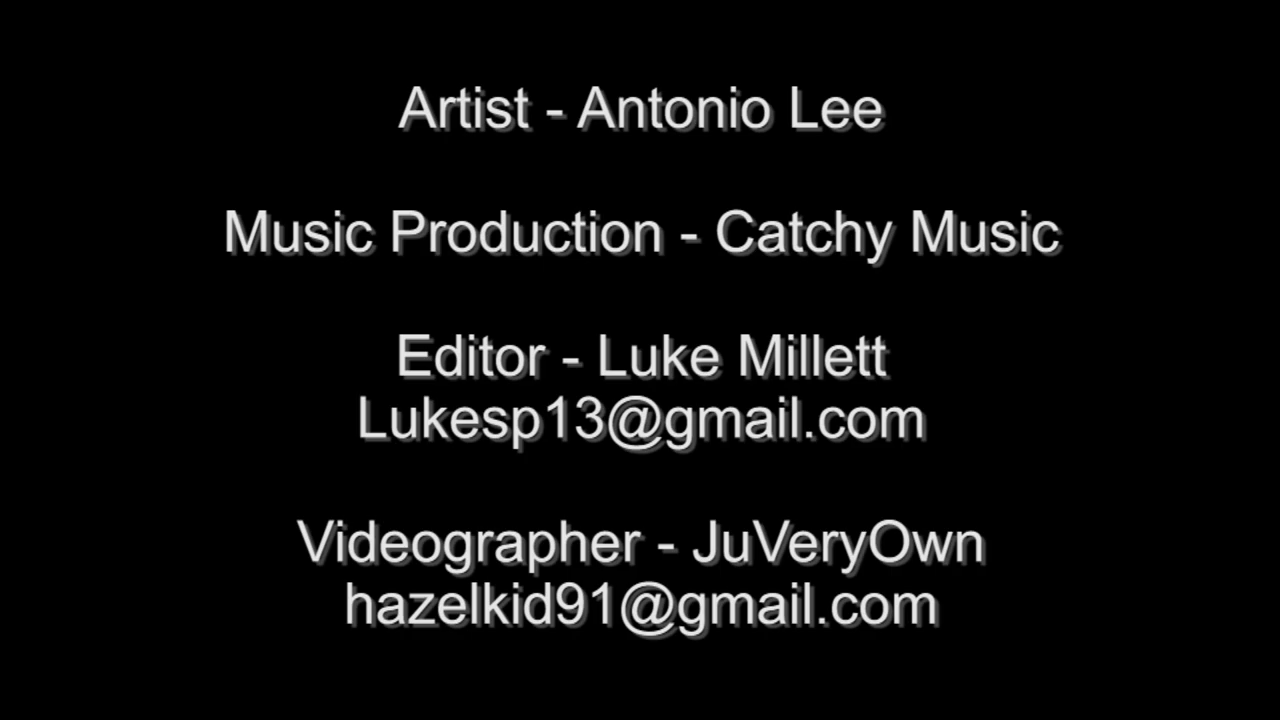 Artist - Antonio Lee
Music Production - Catchy Music
Editor - Luke Millett
Lukesp13@gmail.com
Videographer - JuVeryOwn
hazelkid91@gmail.com